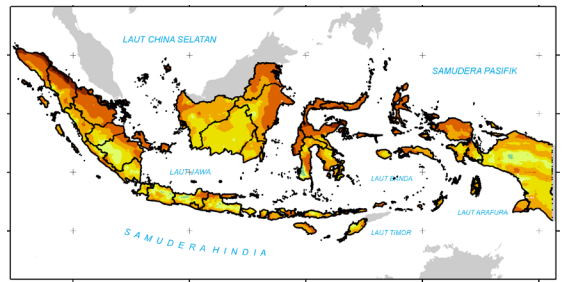 LAUT CHINA SELATAN
SAMUDERA PASIFIK
LAUT JAWA
LAUT BANDA
LAUT ARAFURA
LAUT TIMOR
SAMUDERA HINDIA